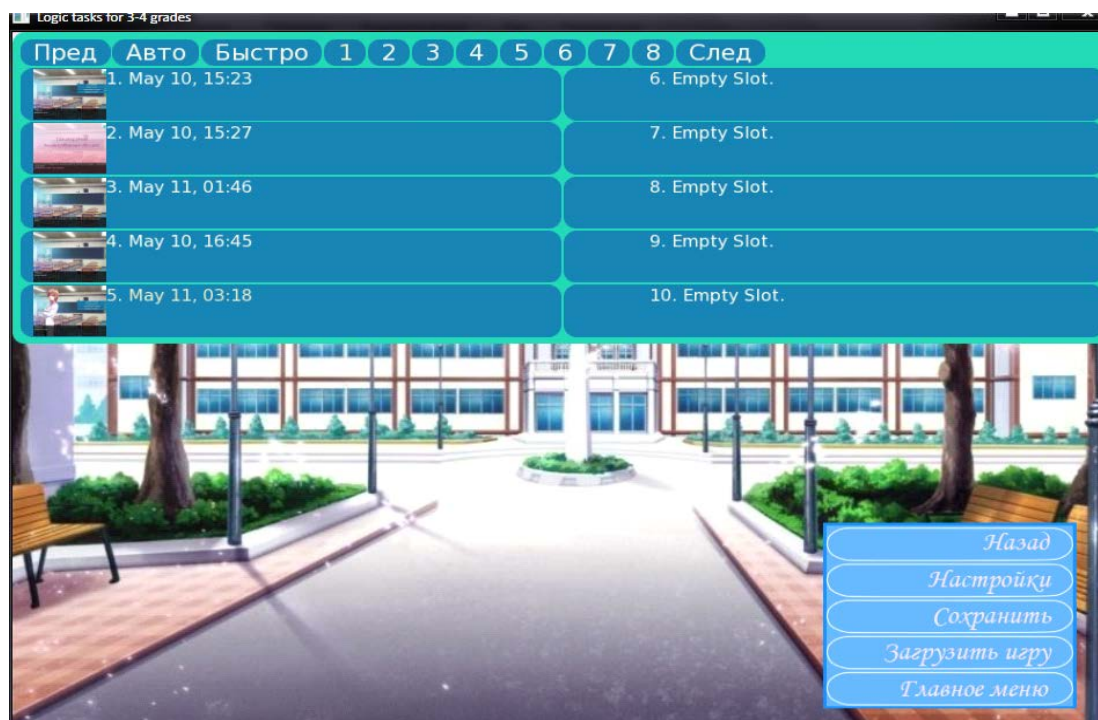 Logic tasks for 3-4 grades
Пред Авто Быстро 1 2 3 4 5 6 7 8 След
1. May 10, 15:23
2. May 10, 15:27
3. May 11, 01:46
4. May 10, 16:45
5. May 11, 03:18
6. Empty Slot.
7. Empty Slot.
8. Empty Slot.
9. Empty Slot.
10. Empty Slot.
Назад
Настройки
Сохранить
Загрузить игру
Главное меню